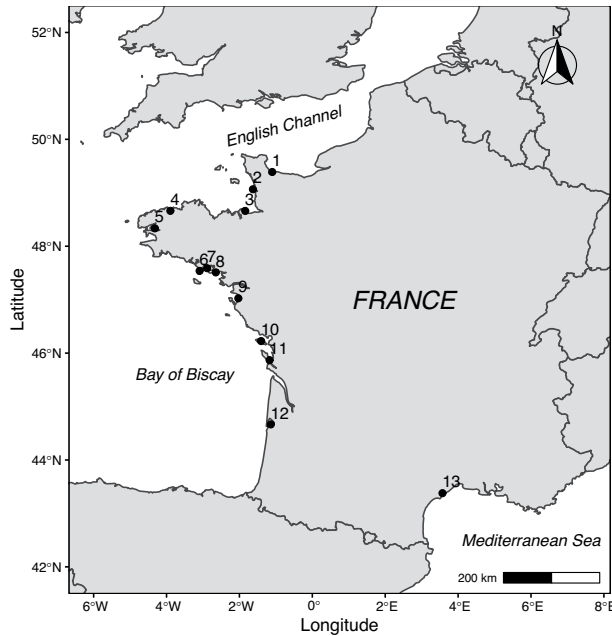 52°N
N
50°N
English Channel
1
2
3
4
5
48°N
6 7 8
9
Latitude
FRANCE
10
46°N
11
Bay of Biscay
12
44°N
13
Mediterranean Sea
200 km
42°N
6°W 4°W 2°W 0° 2°E 4°E 6°E 8°E
Longitude